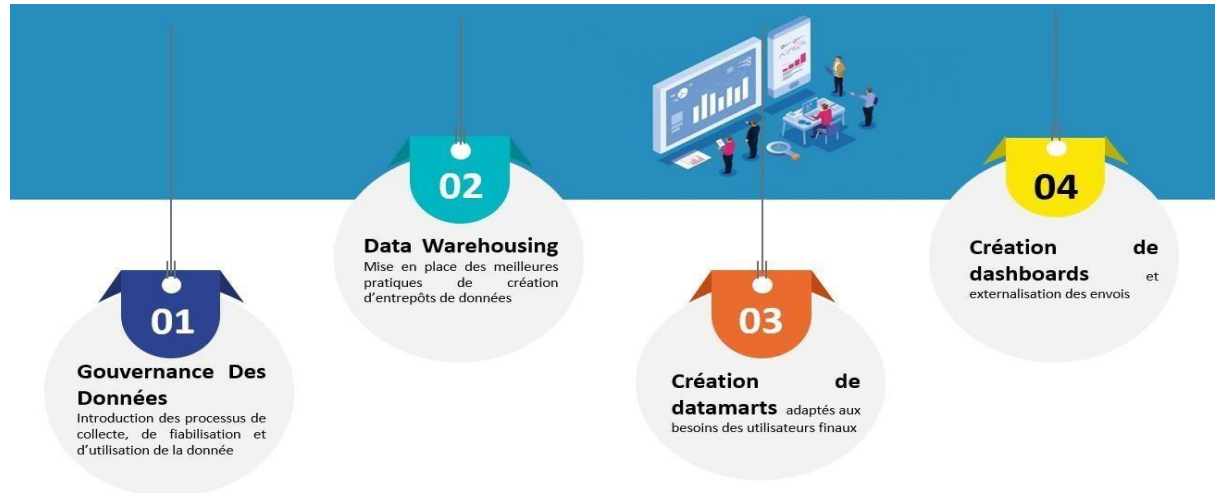 01
Gouvernance Des
Données
Introduction des processus de
collecte, de fiabilisation et
d'utilisation de la donnée
02
Data Warehousing
Mise en place des meilleures
pratiques de création
d'entrepôts de données
03
Création de
datamarts adaptés aux
besoins des utilisateurs finaux
04
Création de
dashboards et
externalisation des envois